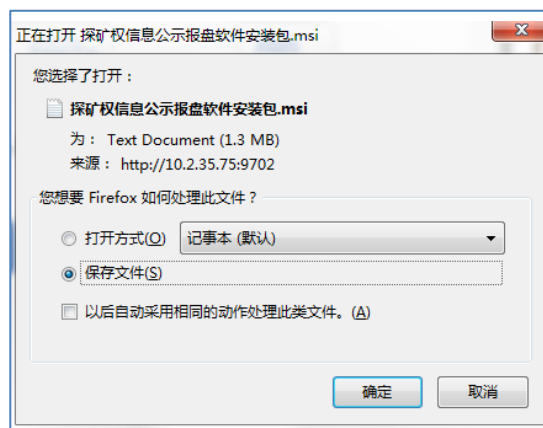 正在打开 探矿权信息公示报盘软件安装包.msi
您选择了打开：
探矿权信息公示报盘软件安装包.msi
为： Text Document (1.3 MB)
来源： http://10.2.35.75:9702
您想要 Firefox 如何处理此文件？
打开方式(O) 记事本 (默认)
保存文件(S)
以后自动采用相同的动作处理此类文件。(A)
确定 取消